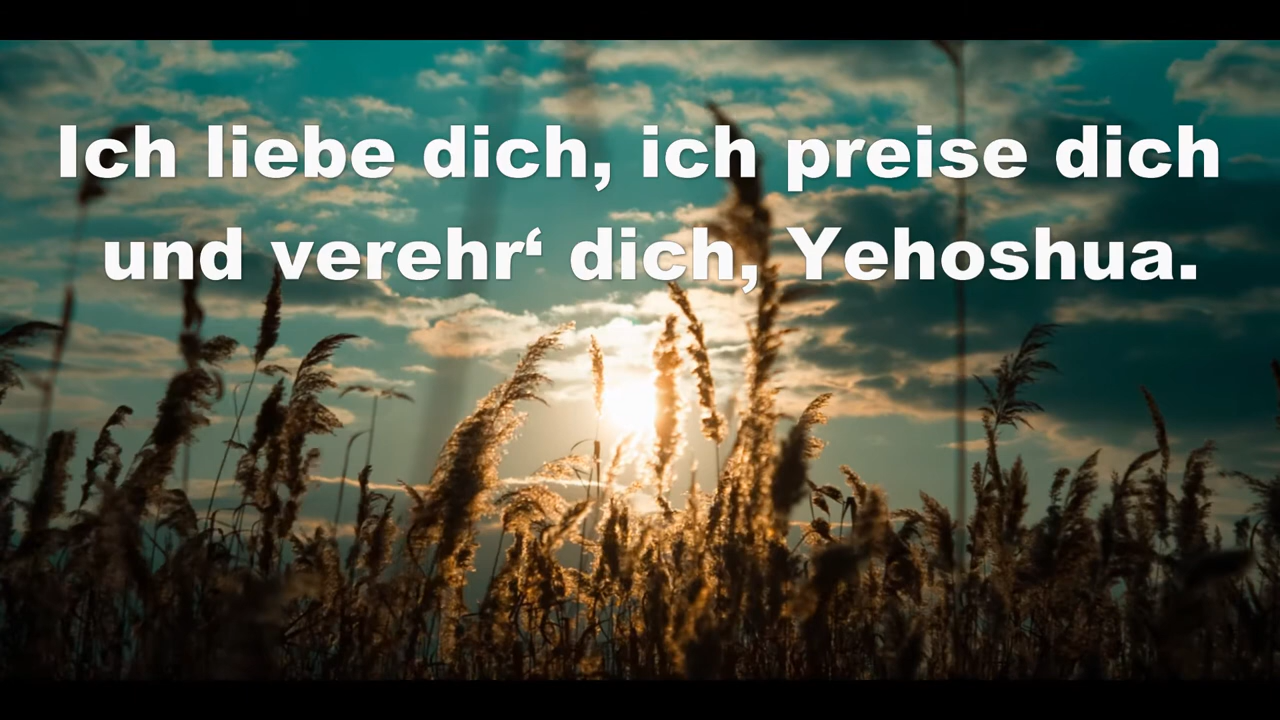 Ich liebe dich, ich preise dich
und verehr‘ dich, Yehoshua.